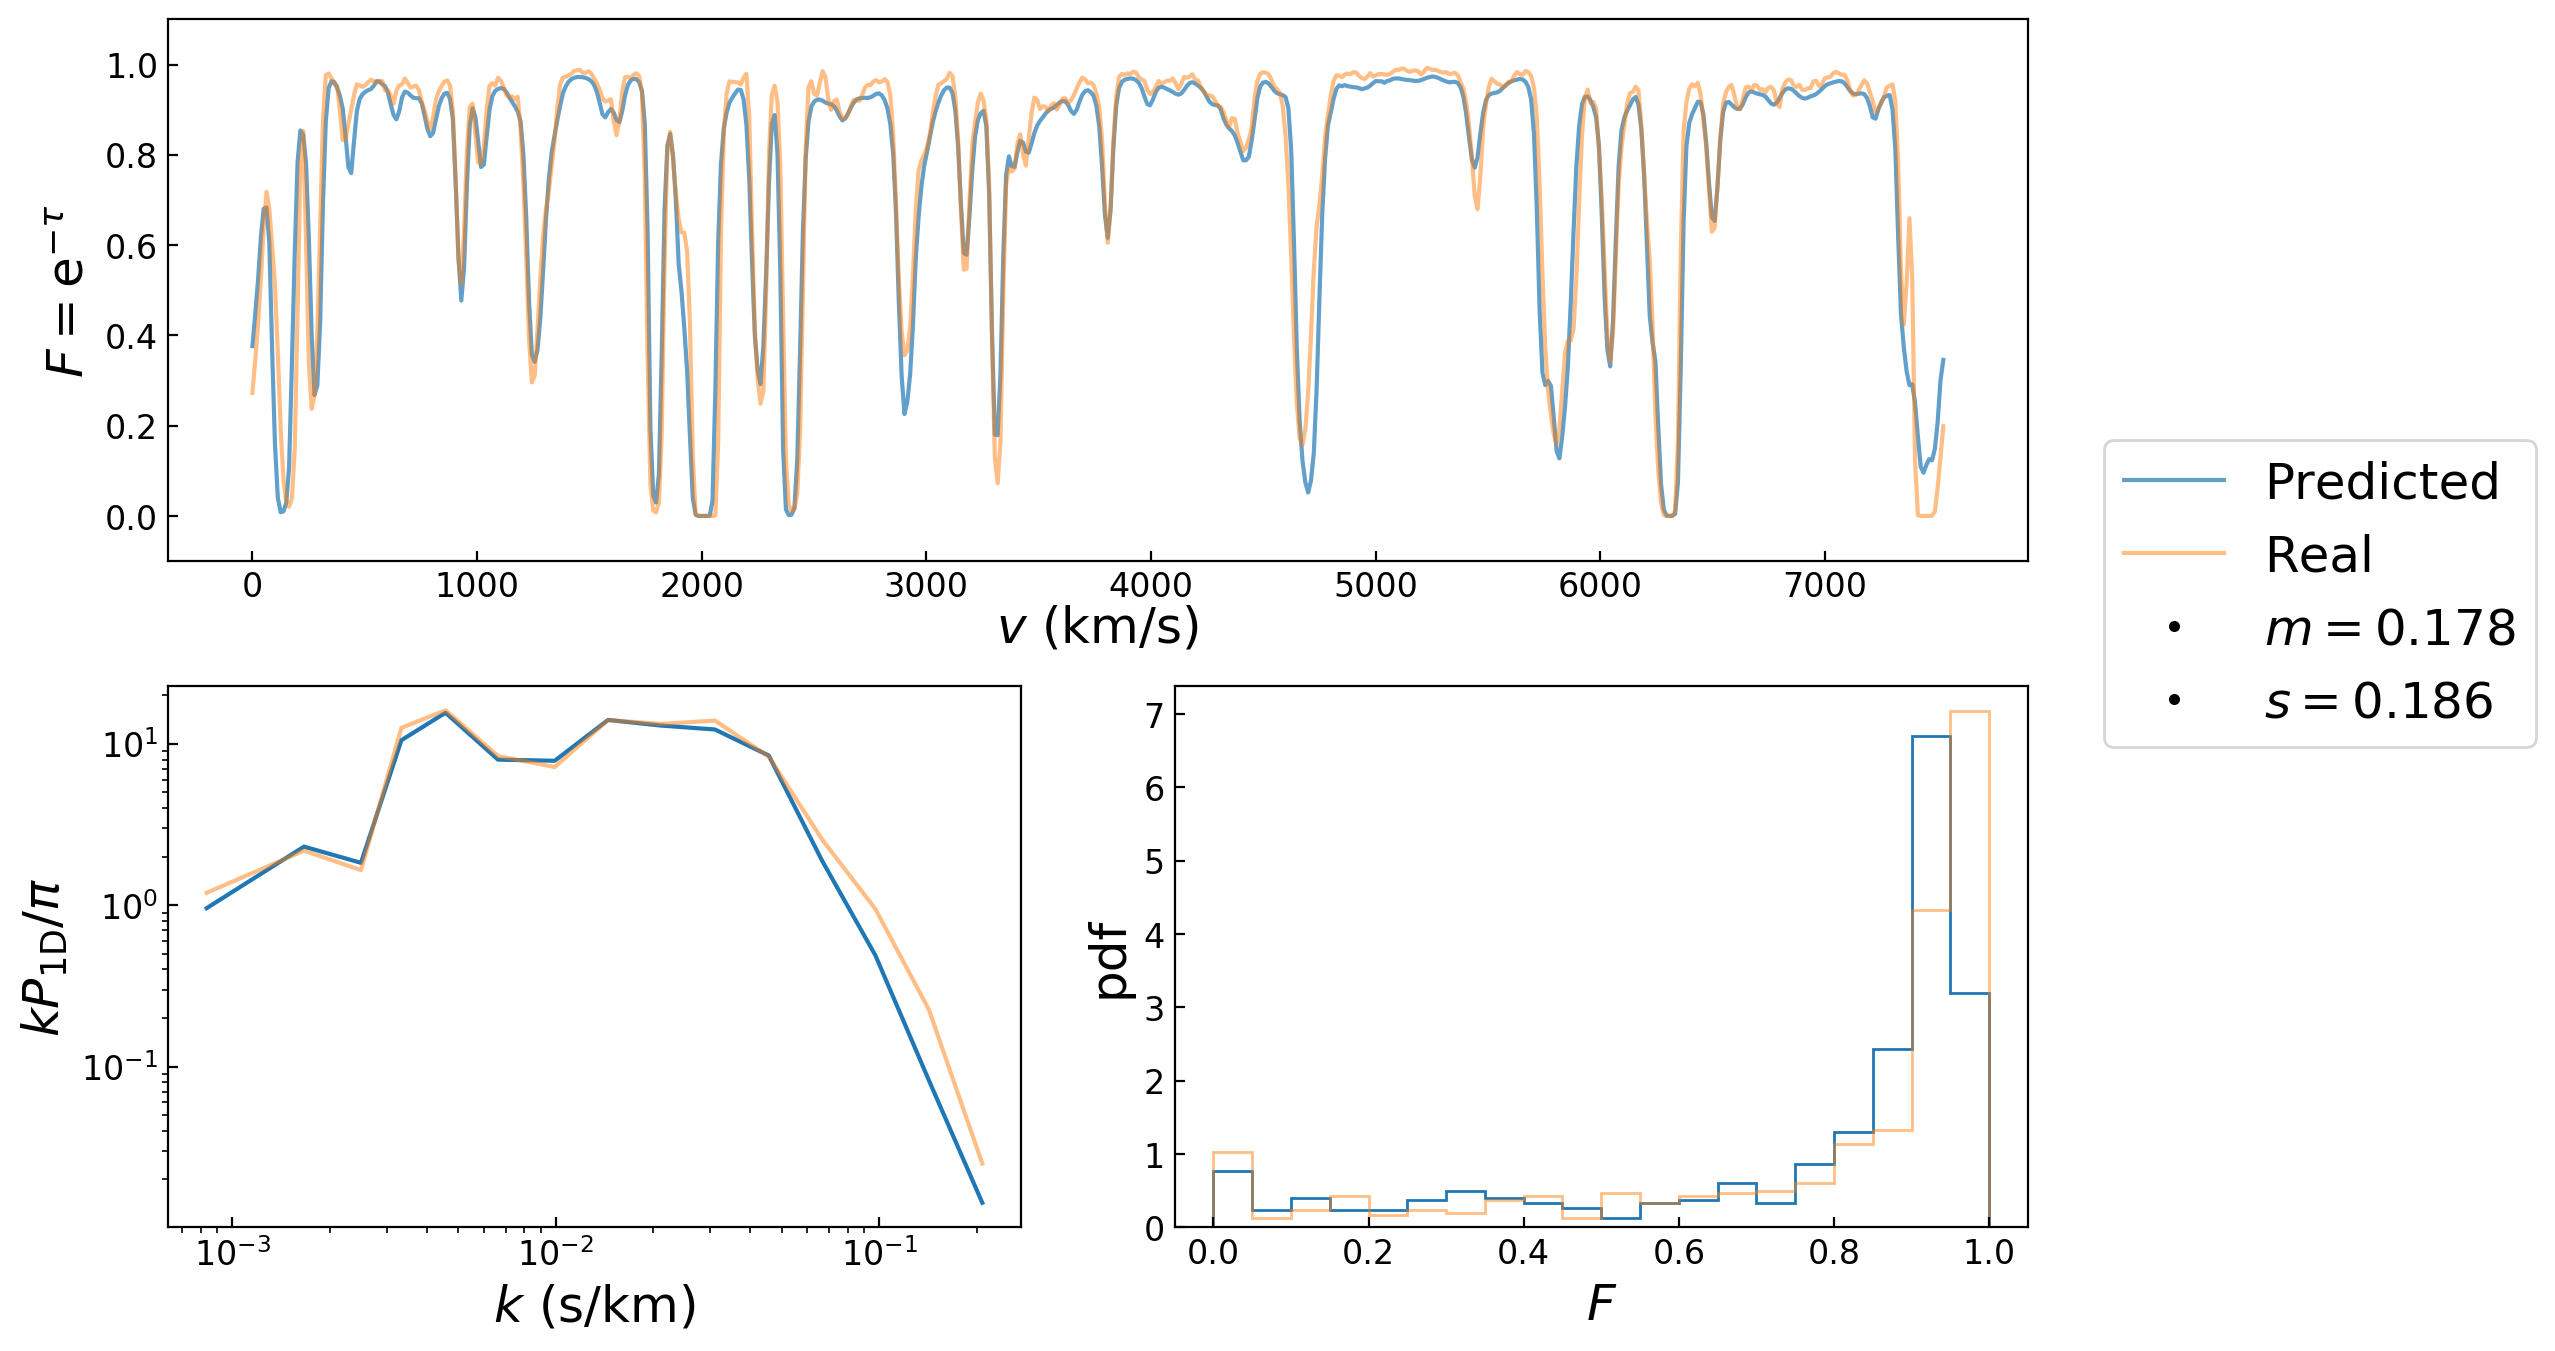 1.0
0.8
0.6
0.4
0.2
0.0
F = e^{−τ}
0 1000 2000 3000 4000 5000 6000 7000
v (km/s)
Predicted
Real
m = 0.178
s = 0.186
10^1
10^0
10^{−1}
kP_{1D}/π
10^{−3} 10^{−2} 10^{−1}
k (s/km)
7
6
5
4
3
2
1
0
pdf
0.0 0.2 0.4 0.6 0.8 1.0
F